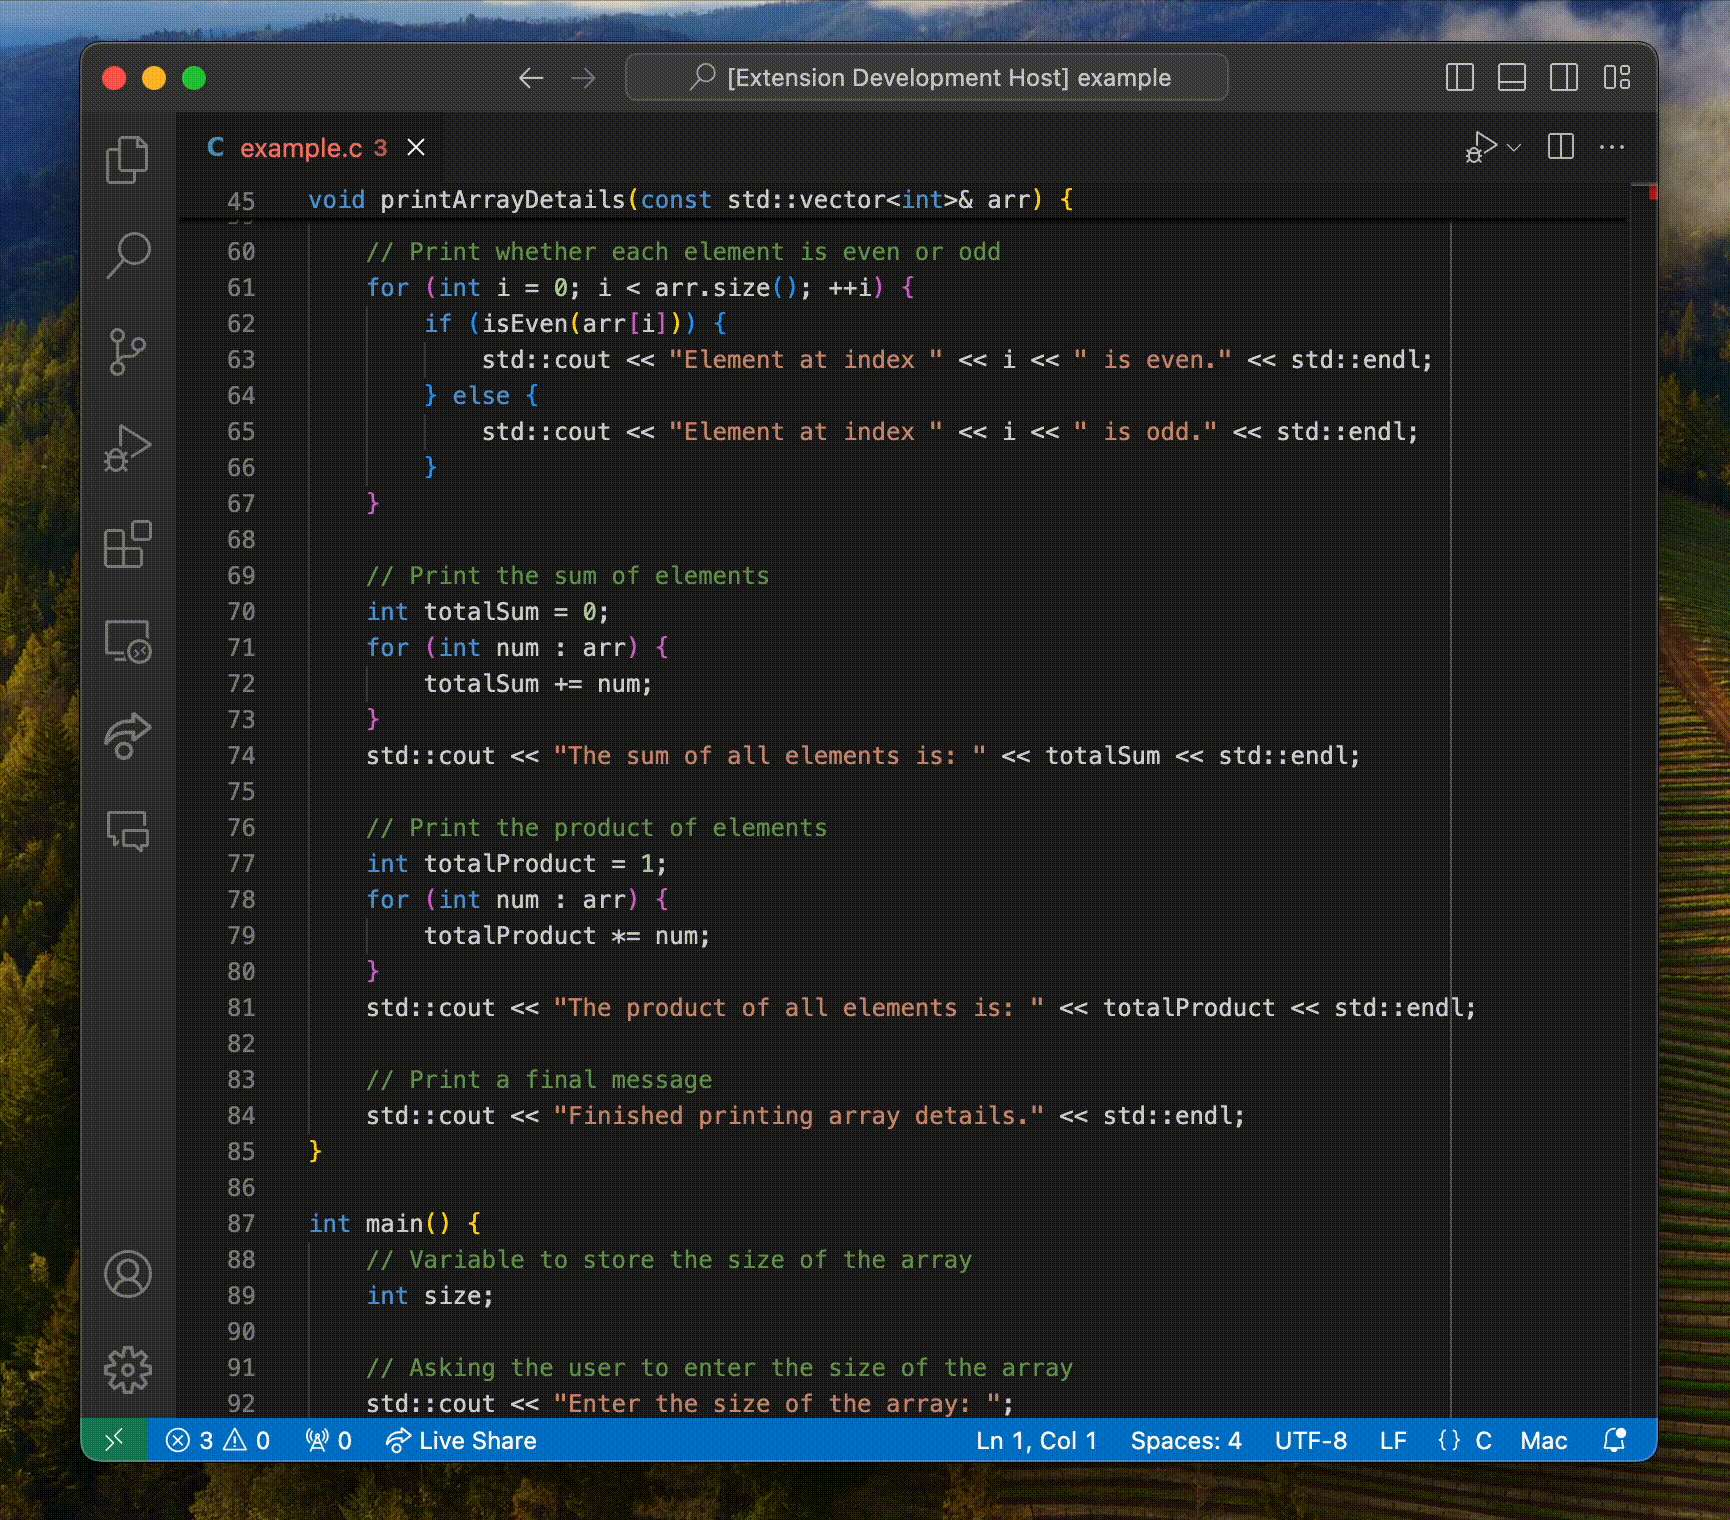 [Extension Development Host] example
C example.c 3
45 void printArrayDetails(const std::vector<int>& arr) {
60 // Print whether each element is even or odd
61 for (int i = 0; i < arr.size(); ++i) {
62 if (isEven(arr[i])) {
63 std::cout << "Element at index " << i << " is even." << std::endl;
64 } else {
65 std::cout << "Element at index " << i << " is odd." << std::endl;
66 }
67 }
68
69 // Print the sum of elements
70 int totalSum = 0;
71 for (int num : arr) {
72 totalSum += num;
73 }
74 std::cout << "The sum of all elements is: " << totalSum << std::endl;
75
76 // Print the product of elements
77 int totalProduct = 1;
78 for (int num : arr) {
79 totalProduct *= num;
80 }
81 std::cout << "The product of all elements is: " << totalProduct << std::endl;
82
83 // Print a final message
84 std::cout << "Finished printing array details." << std::endl;
85 }
86
87 int main() {
88 // Variable to store the size of the array
89 int size;
90
91 // Asking the user to enter the size of the array
92 std::cout << "Enter the size of the array: ";
3 0 0 Live Share Ln 1, Col 1 Spaces: 4 UTF-8 LF {} C Mac